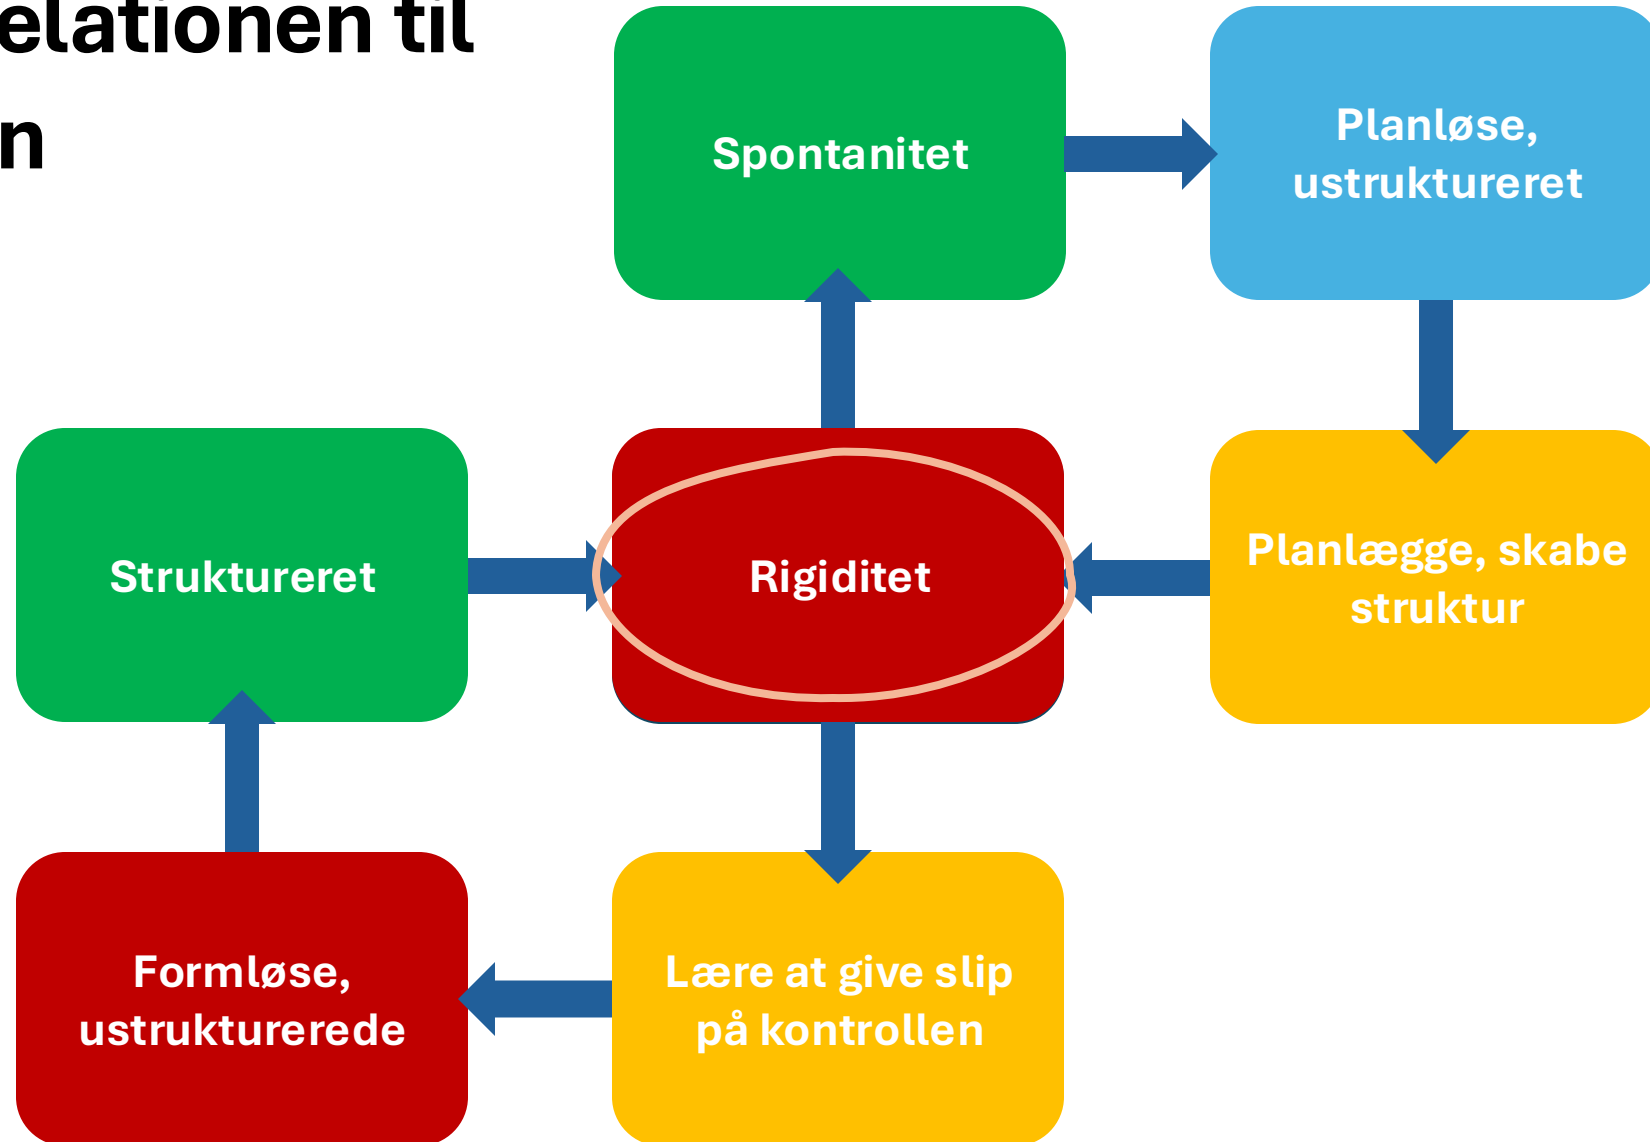 elationen til
n
Spontanitet
Planløse,
ustruktureret
Struktureret
Rigiditet
Planlægge, skabe
struktur
Formløse,
ustrukturerede
Lære at give slip
på kontrollen